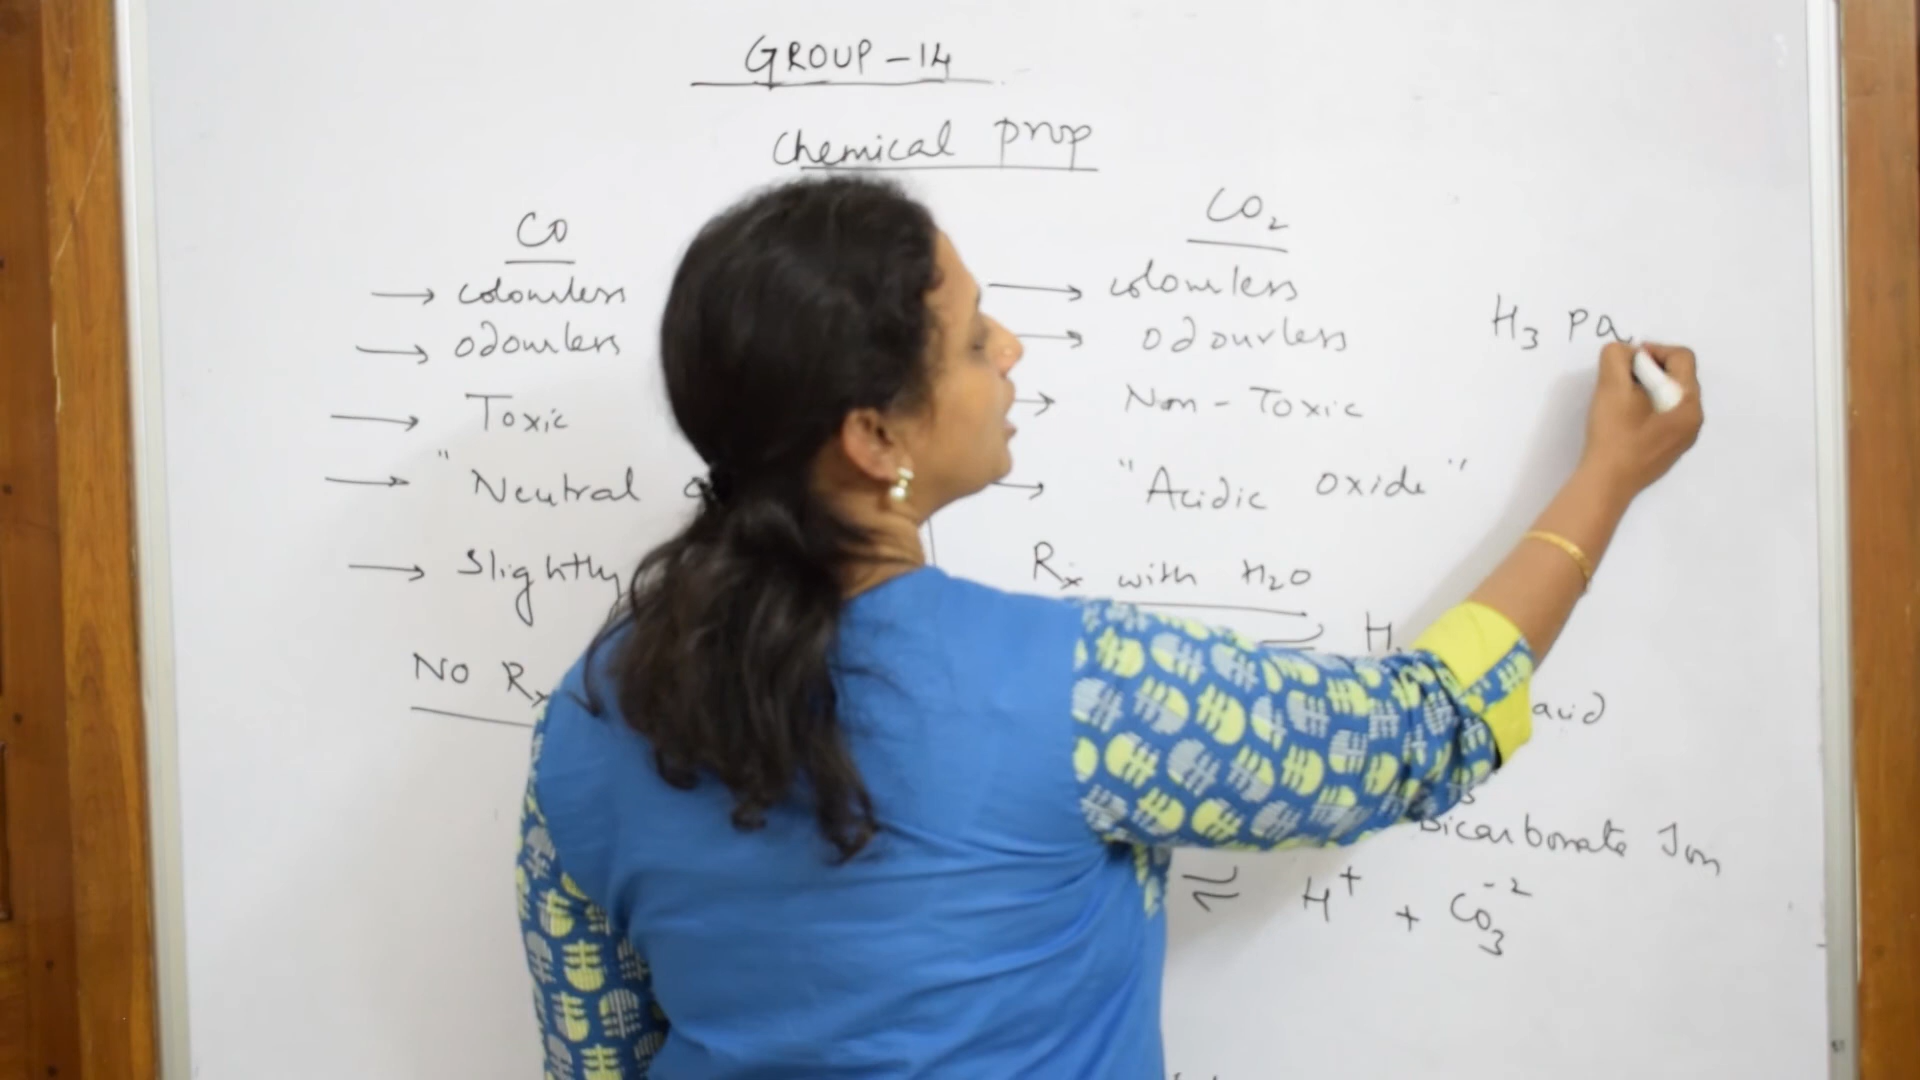 GROUP - 14
Chemical prop
CO
→ colourless
→ odourless
→ Toxic
→ " Neutral
→ Slightly
NO Rx
CO₂
→ colourless
→ odourless
→ Non - Toxic
→ " Acidic oxide "
Rx with H₂O
⇌ H
acid
Bicarbonate Ion
⇌ H⁺ + CO₃⁻²
H₃ PO